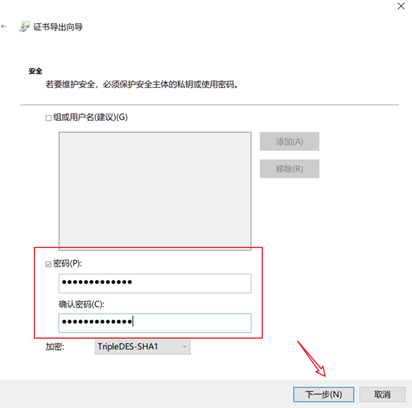 证书导出向导
安全
若要维护安全，必须保护安全主体的私钥或使用密码。
组或用户名(建议)(G)
添加(A)
移除(R)
密码(P):
●●●●●●●●●●●●●
确认密码(C):
●●●●●●●●●●●●●
加密: TripleDES-SHA1
下一步(N) 取消